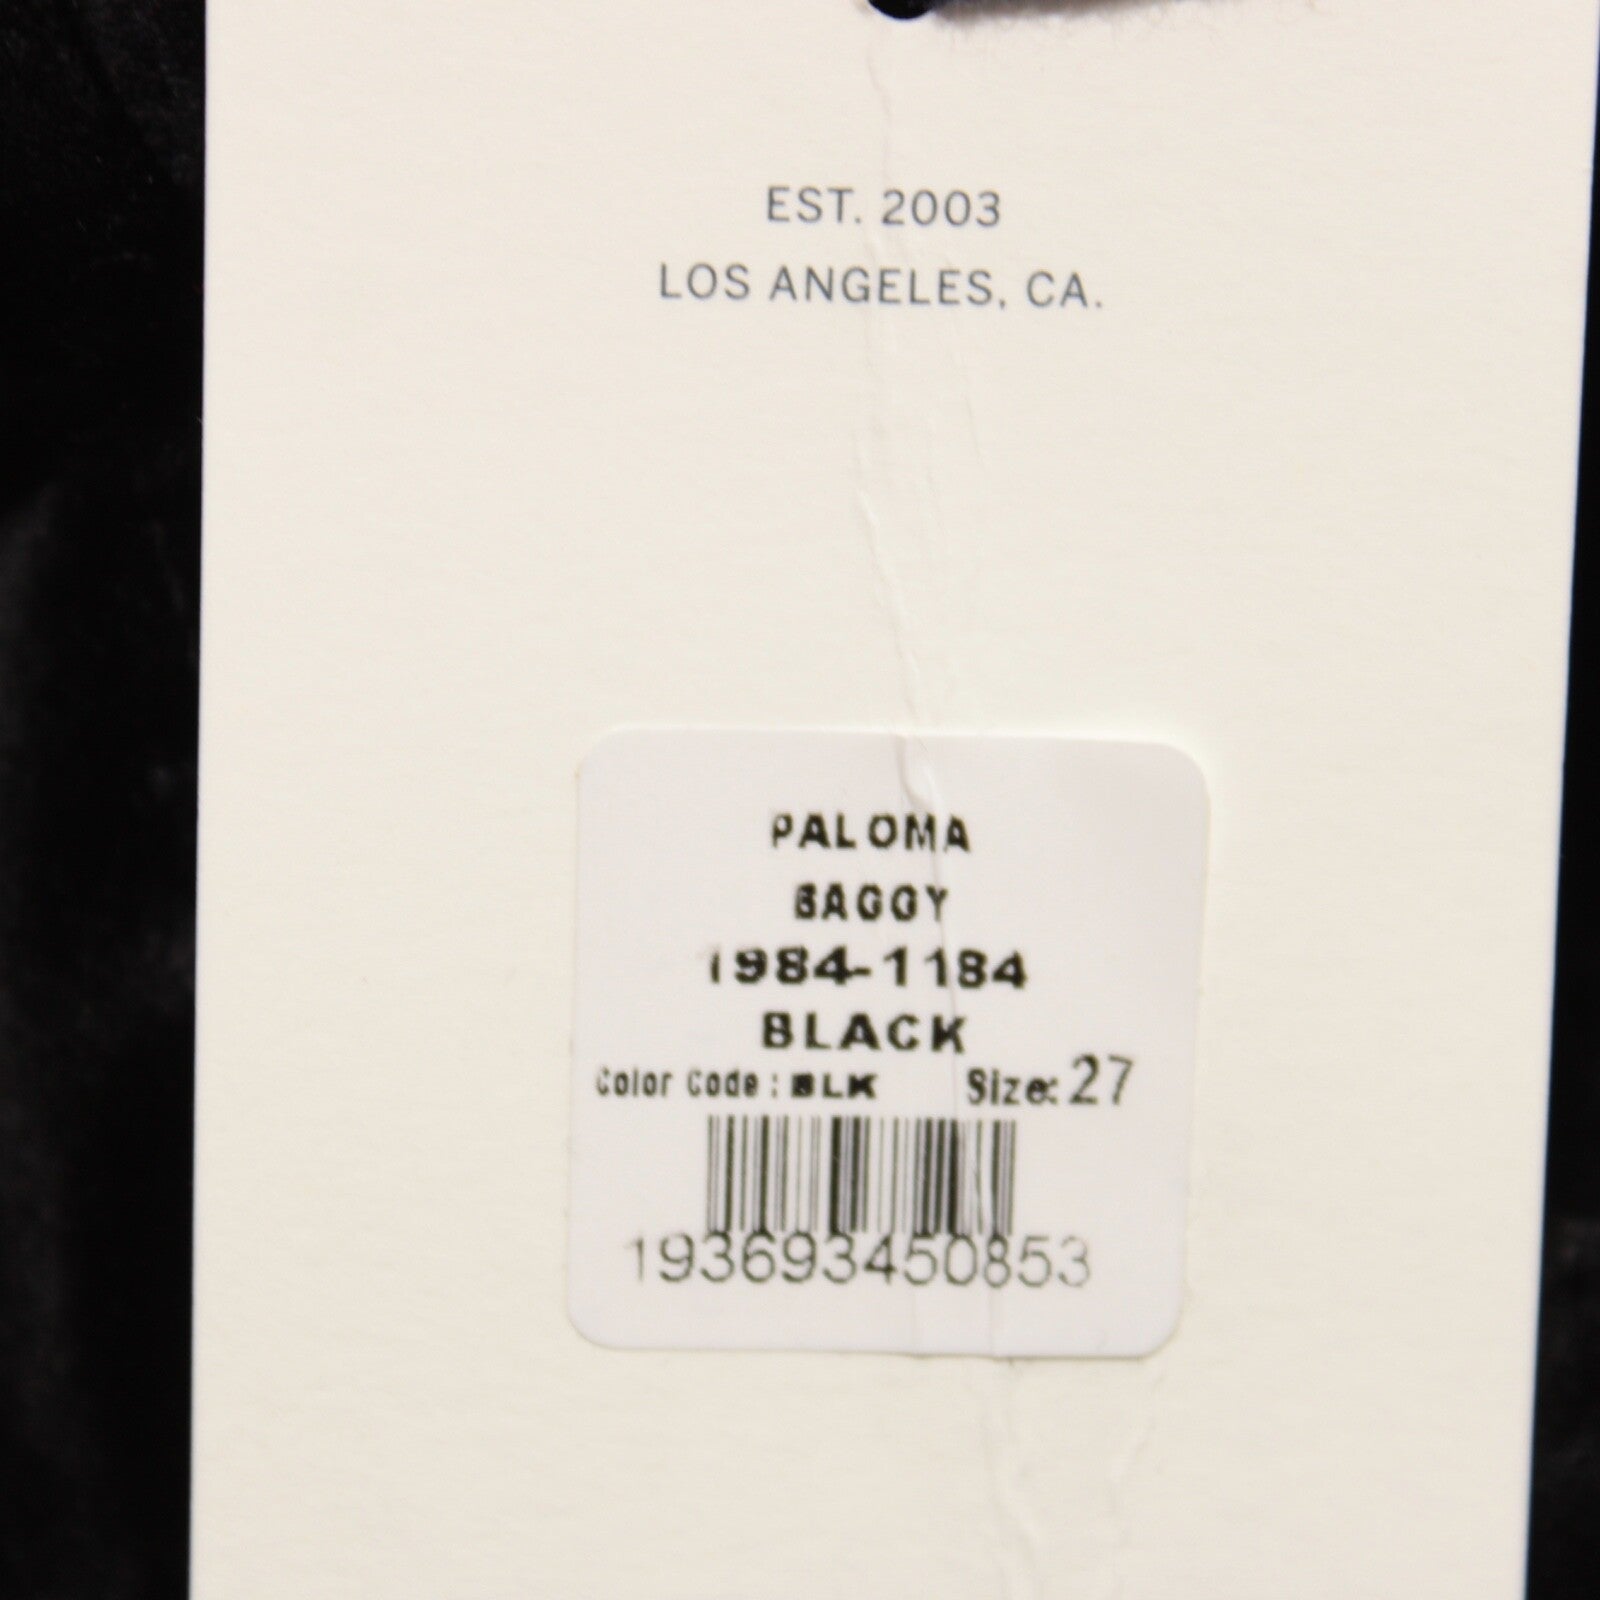 EST. 2003
LOS ANGELES, CA.
PALOMA
BAGGY
1984-1184
BLACK
Color Code: BLK Size: 27
193693450853